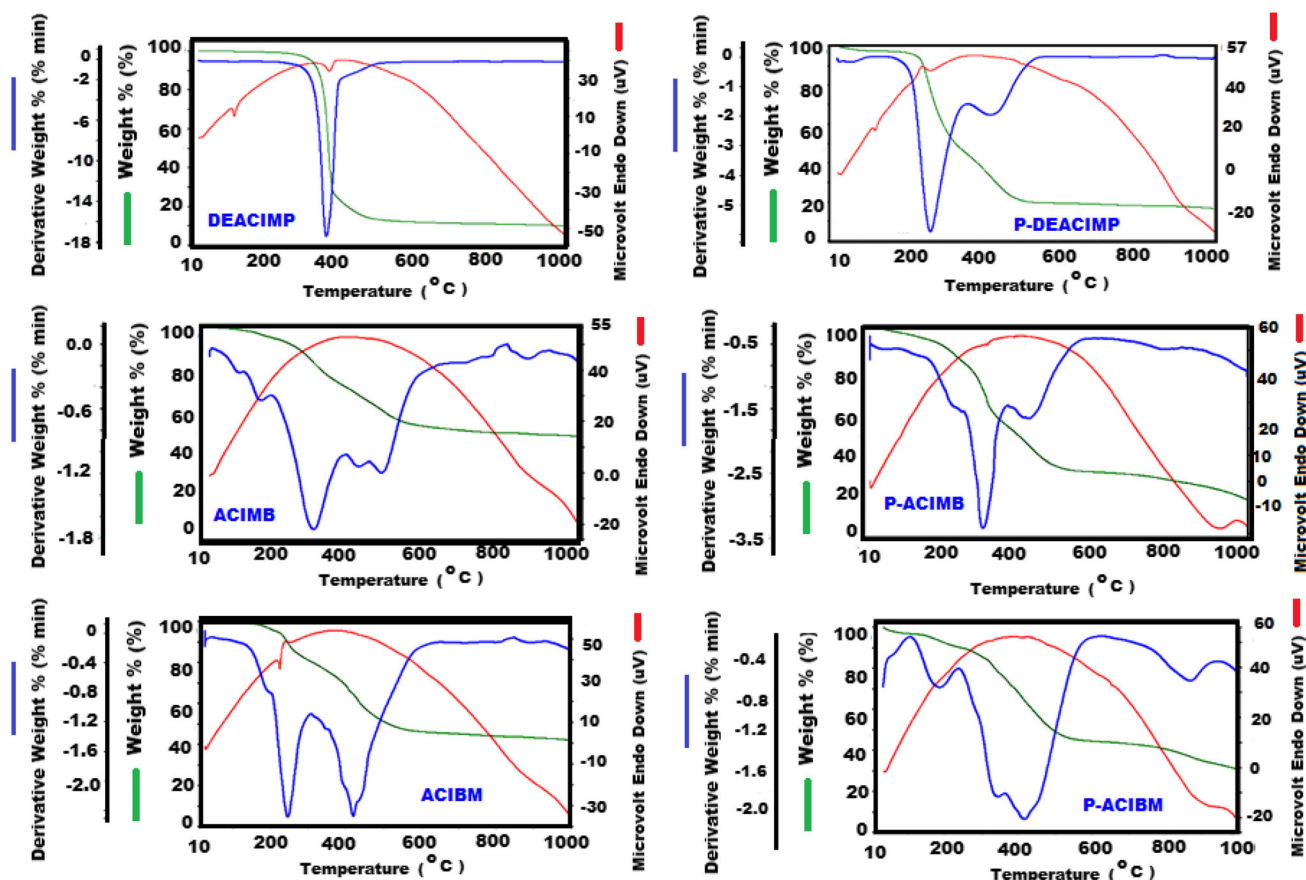 Derivative Weight % (% min)
-0
-2
-6
-10
-14
-18
Weight % (%)
100
80
60
40
20
0
DEACIMP
30
10
-10
-30
-50
Microvolt Endo Down (uV)
10 200 400 600 800 1000
Temperature (°C)
Derivative Weight % (% min)
-0
-1
-2
-3
-4
-5
Weight % (%)
100
80
60
40
20
0
P-DEACIMP
57
40
20
0
-20
Microvolt Endo Down (uV)
10 200 400 600 800 1000
Temperature (°C)
Derivative Weight % (% min)
0.0
-0.6
-1.2
-1.8
Weight % (%)
100
80
60
40
20
0
ACIMB
55
40
20
0.0
-20
Microvolt Endo Down (uV)
10 200 400 600 800 1000
Temperature (°C)
Derivative Weight % (% min)
-0.5
-1.5
-2.5
-3.5
Weight % (%)
100
80
60
40
20
0
P-ACIMB
60
40
20
10
0
-10
Microvolt Endo Down (uV)
10 200 400 600 800 1000
Temperature (°C)
Derivative Weight % (% min)
0
-0.4
-0.8
-1.2
-1.6
-2.0
Weight % (%)
100
80
60
40
20
0
ACIBM
50
30
10
-10
-30
Microvolt Endo Down (uV)
10 200 400 600 800 1000
Temperature (°C)
Derivative Weight % (% min)
-0.4
-0.8
-1.2
-1.6
-2.0
Weight % (%)
100
80
60
40
20
0
P-ACIBM
60
40
20
0
-20
Microvolt Endo Down (uV)
10 200 400 600 800 1000
Temperature (°C)